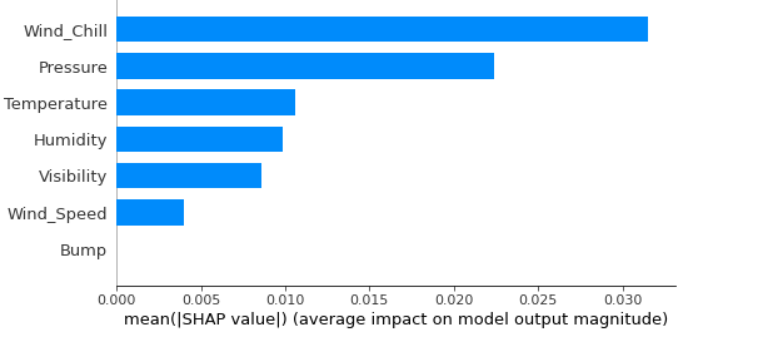 Wind_Chill
Pressure
Temperature
Humidity
Visibility
Wind_Speed
Bump
0.000 0.005 0.010 0.015 0.020 0.025 0.030
mean(|SHAP value|) (average impact on model output magnitude)